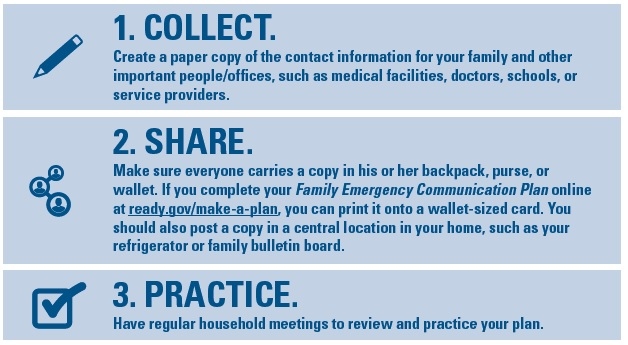 1. COLLECT.
Create a paper copy of the contact information for your family and other
important people/offices, such as medical facilities, doctors, schools, or
service providers.
2. SHARE.
Make sure everyone carries a copy in his or her backpack, purse, or
wallet. If you complete your Family Emergency Communication Plan online
at ready.gov/make-a-plan, you can print it onto a wallet-sized card. You
should also post a copy in a central location in your home, such as your
refrigerator or family bulletin board.
3. PRACTICE.
Have regular household meetings to review and practice your plan.